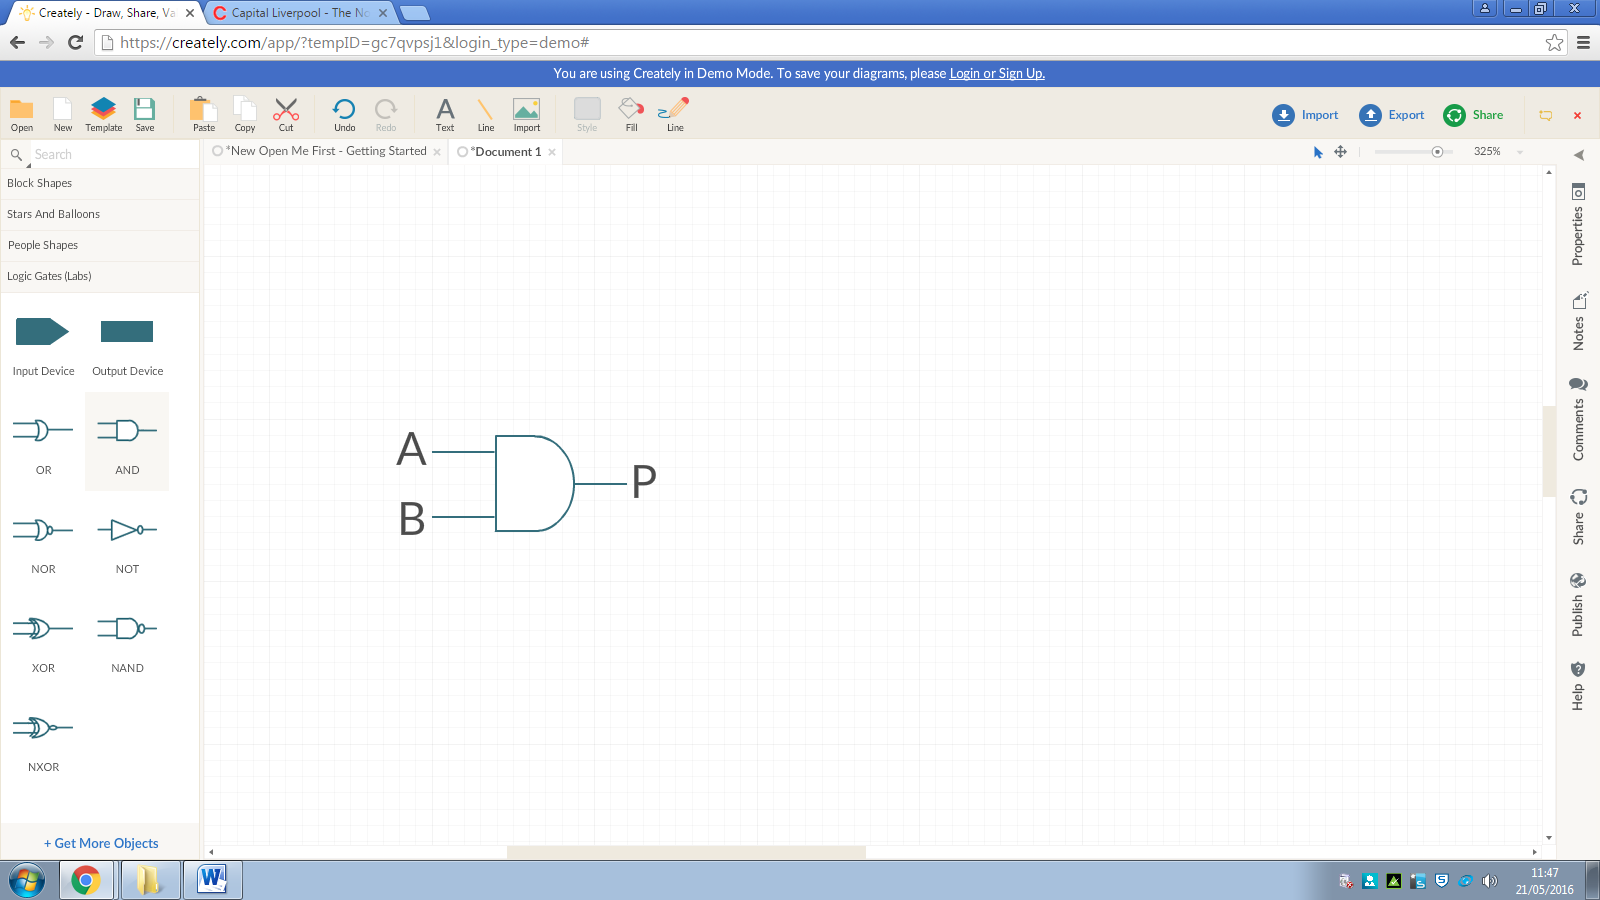 Creately - Draw, Share, Va
Capital Liverpool - The No
https://creately.com/app/?tempID=gc7qvpsj1&login_type=demo#
You are using Creately in Demo Mode. To save your diagrams, please Login or Sign Up.
Open New Template Save Paste Copy Cut Undo Redo Text Line Import Style Fill Line
Import Export Share
Search
*New Open Me First - Getting Started
*Document 1
325%
Block Shapes
Stars And Balloons
People Shapes
Logic Gates (Labs)
Input Device Output Device
OR AND
NOR NOT
XOR NAND
NXOR
+ Get More Objects
A
B
P
Properties
Notes
Comments
Share
Publish
Help
11:47
21/05/2016